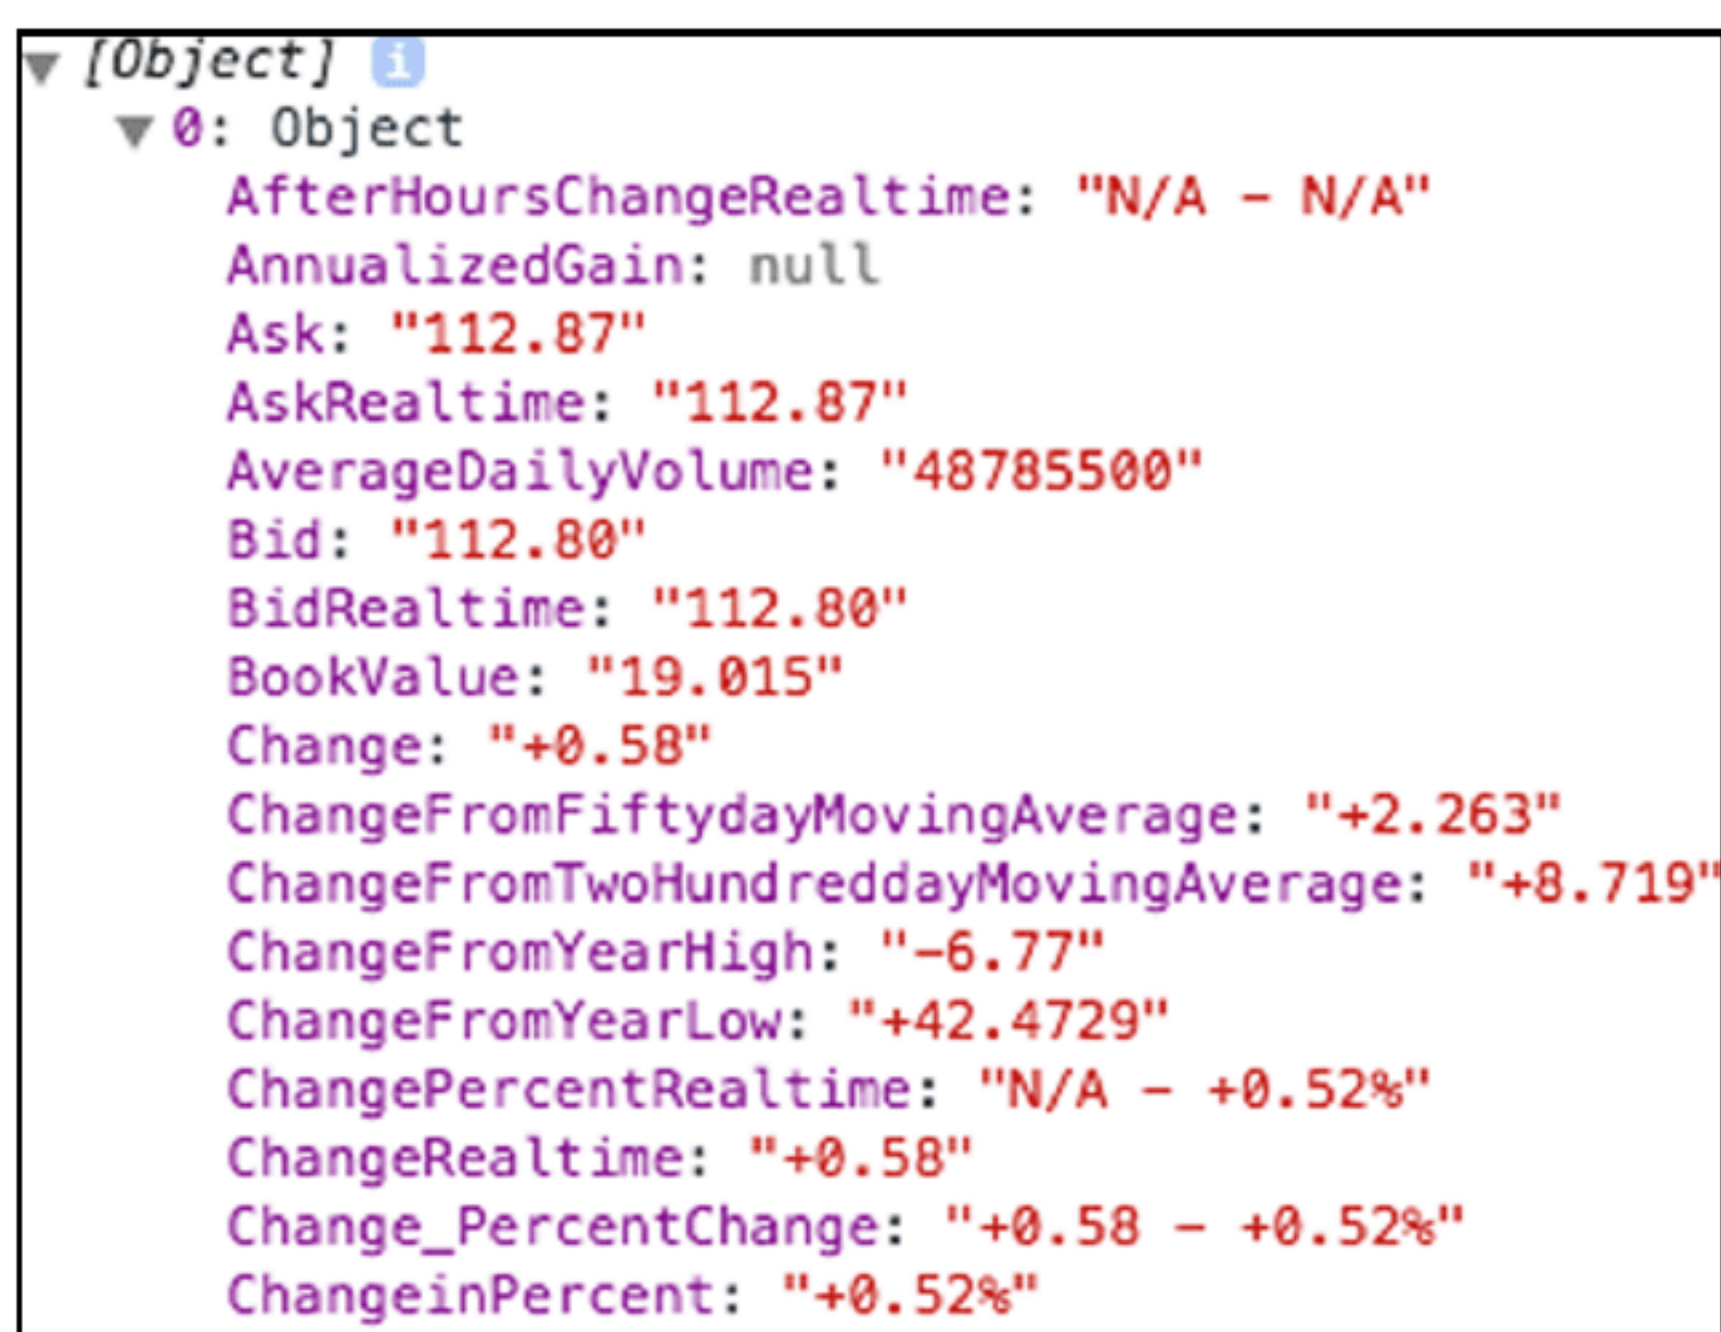 [Object] i
0: Object
AfterHoursChangeRealtime: "N/A - N/A"
AnnualizedGain: null
Ask: "112.87"
AskRealtime: "112.87"
AverageDailyVolume: "48785500"
Bid: "112.80"
BidRealtime: "112.80"
BookValue: "19.015"
Change: "+0.58"
ChangeFromFiftydayMovingAverage: "+2.263"
ChangeFromTwoHundreddayMovingAverage: "+8.719"
ChangeFromYearHigh: "-6.77"
ChangeFromYearLow: "+42.4729"
ChangePercentRealtime: "N/A - +0.52%"
ChangeRealtime: "+0.58"
Change_PercentChange: "+0.58 - +0.52%"
ChangeinPercent: "+0.52%"